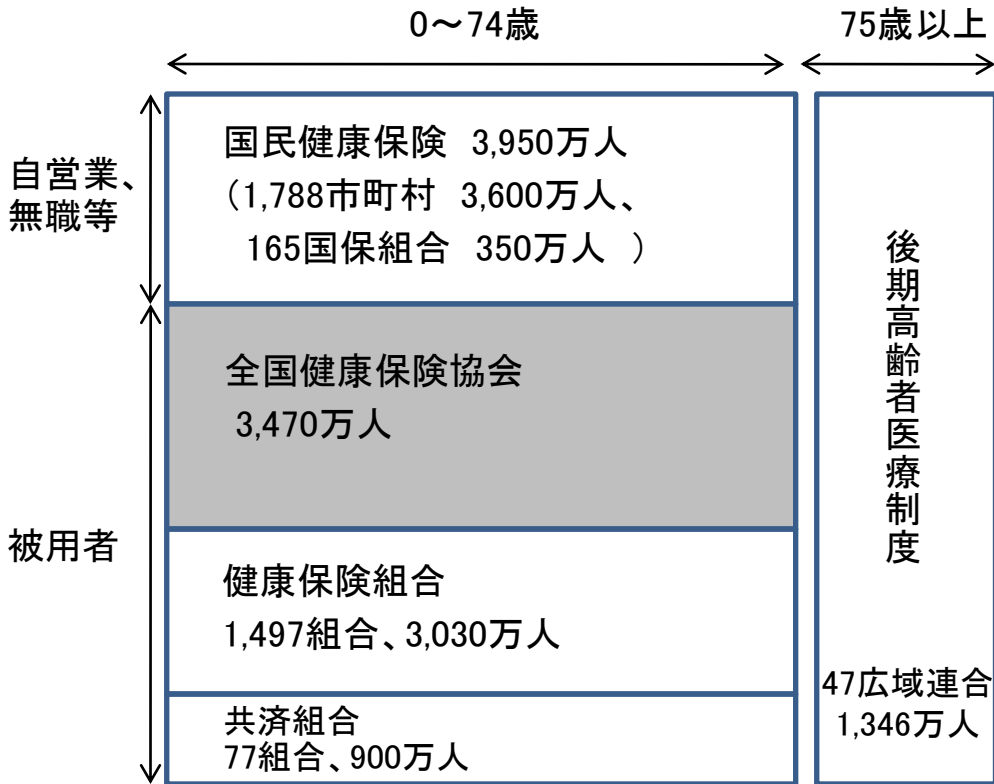 0～74歳
75歳以上
自営業、
無職等
国民健康保険 3,950万人
（1,788市町村 3,600万人、
165国保組合 350万人 ）
被用者
全国健康保険協会
3,470万人
健康保険組合
1,497組合、3,030万人
共済組合
77組合、900万人
後期高齢者医療制度
47広域連合
1,346万人